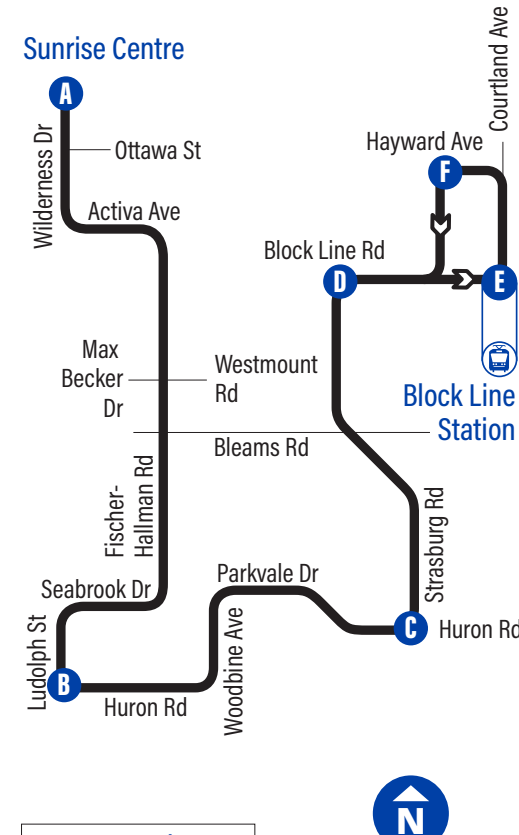 Courtland Ave
Sunrise Centre
A
Wilderness Dr
Ottawa St
Hayward Ave
F
Activa Ave
Block Line Rd
D
E
Max
Becker
Dr
Westmount
Rd
Block Line
Station
Bleams Rd
Fischer-
Hallman Rd
Strasburg Rd
Seabrook Dr
Parkvale Dr
Ludolph St
B
Woodbine Ave
C
Huron Rd
Huron Rd
N